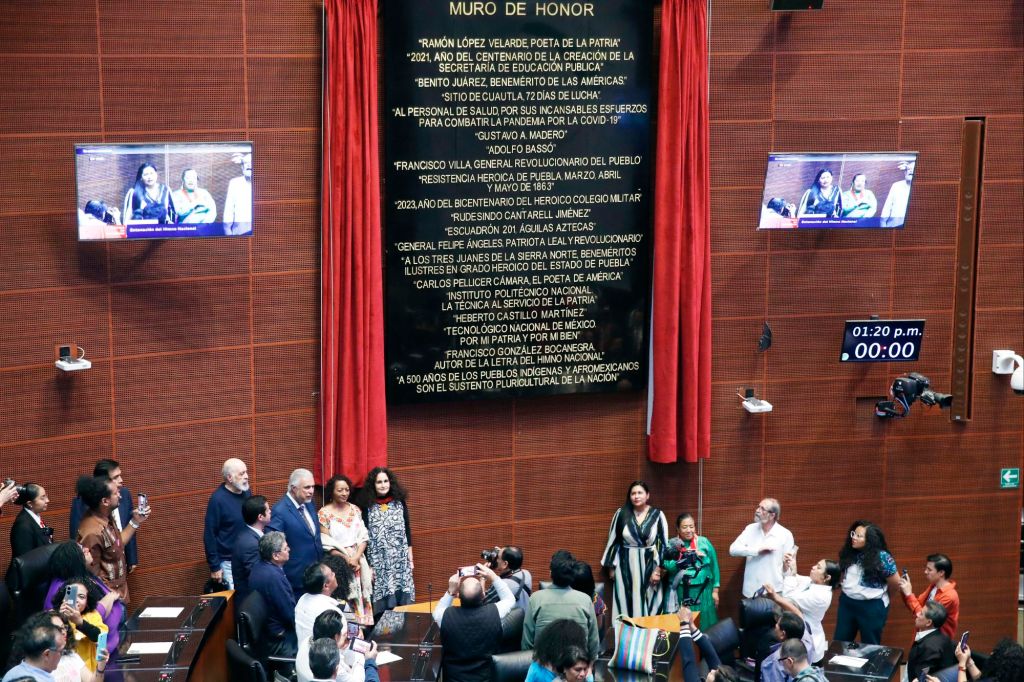 MURO DE HONOR
"RAMÓN LÓPEZ VELARDE, POETA DE LA PATRIA"
"2021, AÑO DEL CENTENARIO DE LA CREACIÓN DE LA
SECRETARÍA DE EDUCACIÓN PÚBLICA"
"BENITO JUÁREZ, BENEMÉRITO DE LAS AMÉRICAS."
"SITIO DE CUAUTLA, 72 DÍAS DE LUCHA"
"AL PERSONAL DE SALUD, POR SUS INCANSABLES ESFUERZOS
PARA COMBATIR LA PANDEMIA POR LA COVID-19"
"GUSTAVO A. MADERO"
"ADOLFO BASSÓ"
"FRANCISCO VILLA, GENERAL REVOLUCIONARIO DEL PUEBLO"
"RESISTENCIA HEROICA DE PUEBLA. MARZO, ABRIL
Y MAYO DE 1863"
"2023, AÑO DEL BICENTENARIO DEL HEROICO COLEGIO MILITAR"
"RUDESINDO CANTARELL JIMÉNEZ"
"ESCUADRÓN 201. ÁGUILAS AZTECAS"
"GENERAL FELIPE ÁNGELES. PATRIOTA LEAL Y REVOLUCIONARIO"
"A LOS TRES JUANES DE LA SIERRA NORTE, BENEMÉRITOS
ILUSTRES EN GRADO HEROICO DEL ESTADO DE PUEBLA"
"CARLOS PELLICER CÁMARA, EL POETA DE AMÉRICA"
"INSTITUTO POLITÉCNICO NACIONAL.
LA TÉCNICA AL SERVICIO DE LA PATRIA"
"HEBERTO CASTILLO MARTÍNEZ"
"TECNOLÓGICO NACIONAL DE MÉXICO.
POR MI PATRIA Y POR MI BIEN"
"FRANCISCO GONZÁLEZ BOCANEGRA.
AUTOR DE LA LETRA DEL HIMNO NACIONAL"
"A 500 AÑOS DE LOS PUEBLOS INDÍGENAS Y AFROMEXICANOS
SON EL SUSTENTO PLURICULTURAL DE LA NACIÓN"
Entonación del Himno Nacional
Entonación del Himno Nacional
01:20 p.m.
00:00